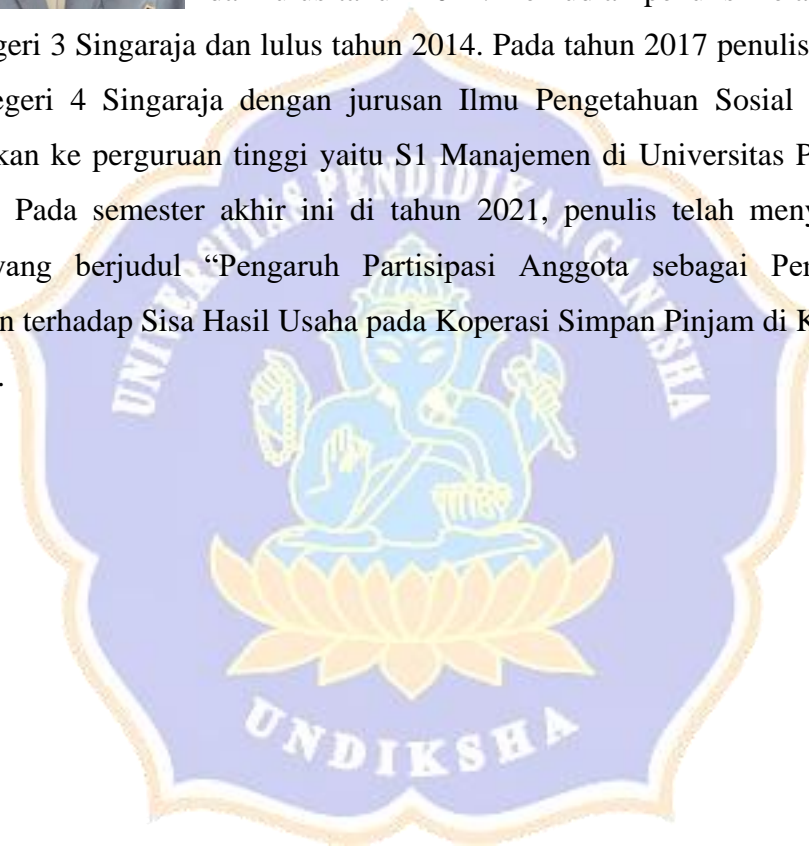 geri 3 Singaraja dan lulus tahun 2014. Pada tahun 2017 penulis
egeri 4 Singaraja dengan jurusan Ilmu Pengetahuan Sosial
kan ke perguruan tinggi yaitu S1 Manajemen di Universitas P
Pada semester akhir ini di tahun 2021, penulis telah meny
yang berjudul “Pengaruh Partisipasi Anggota sebagai Pen
n terhadap Sisa Hasil Usaha pada Koperasi Simpan Pinjam di K
.
UNIVERSITAS PENDIDIKAN GANESHA
UNDIKSHA